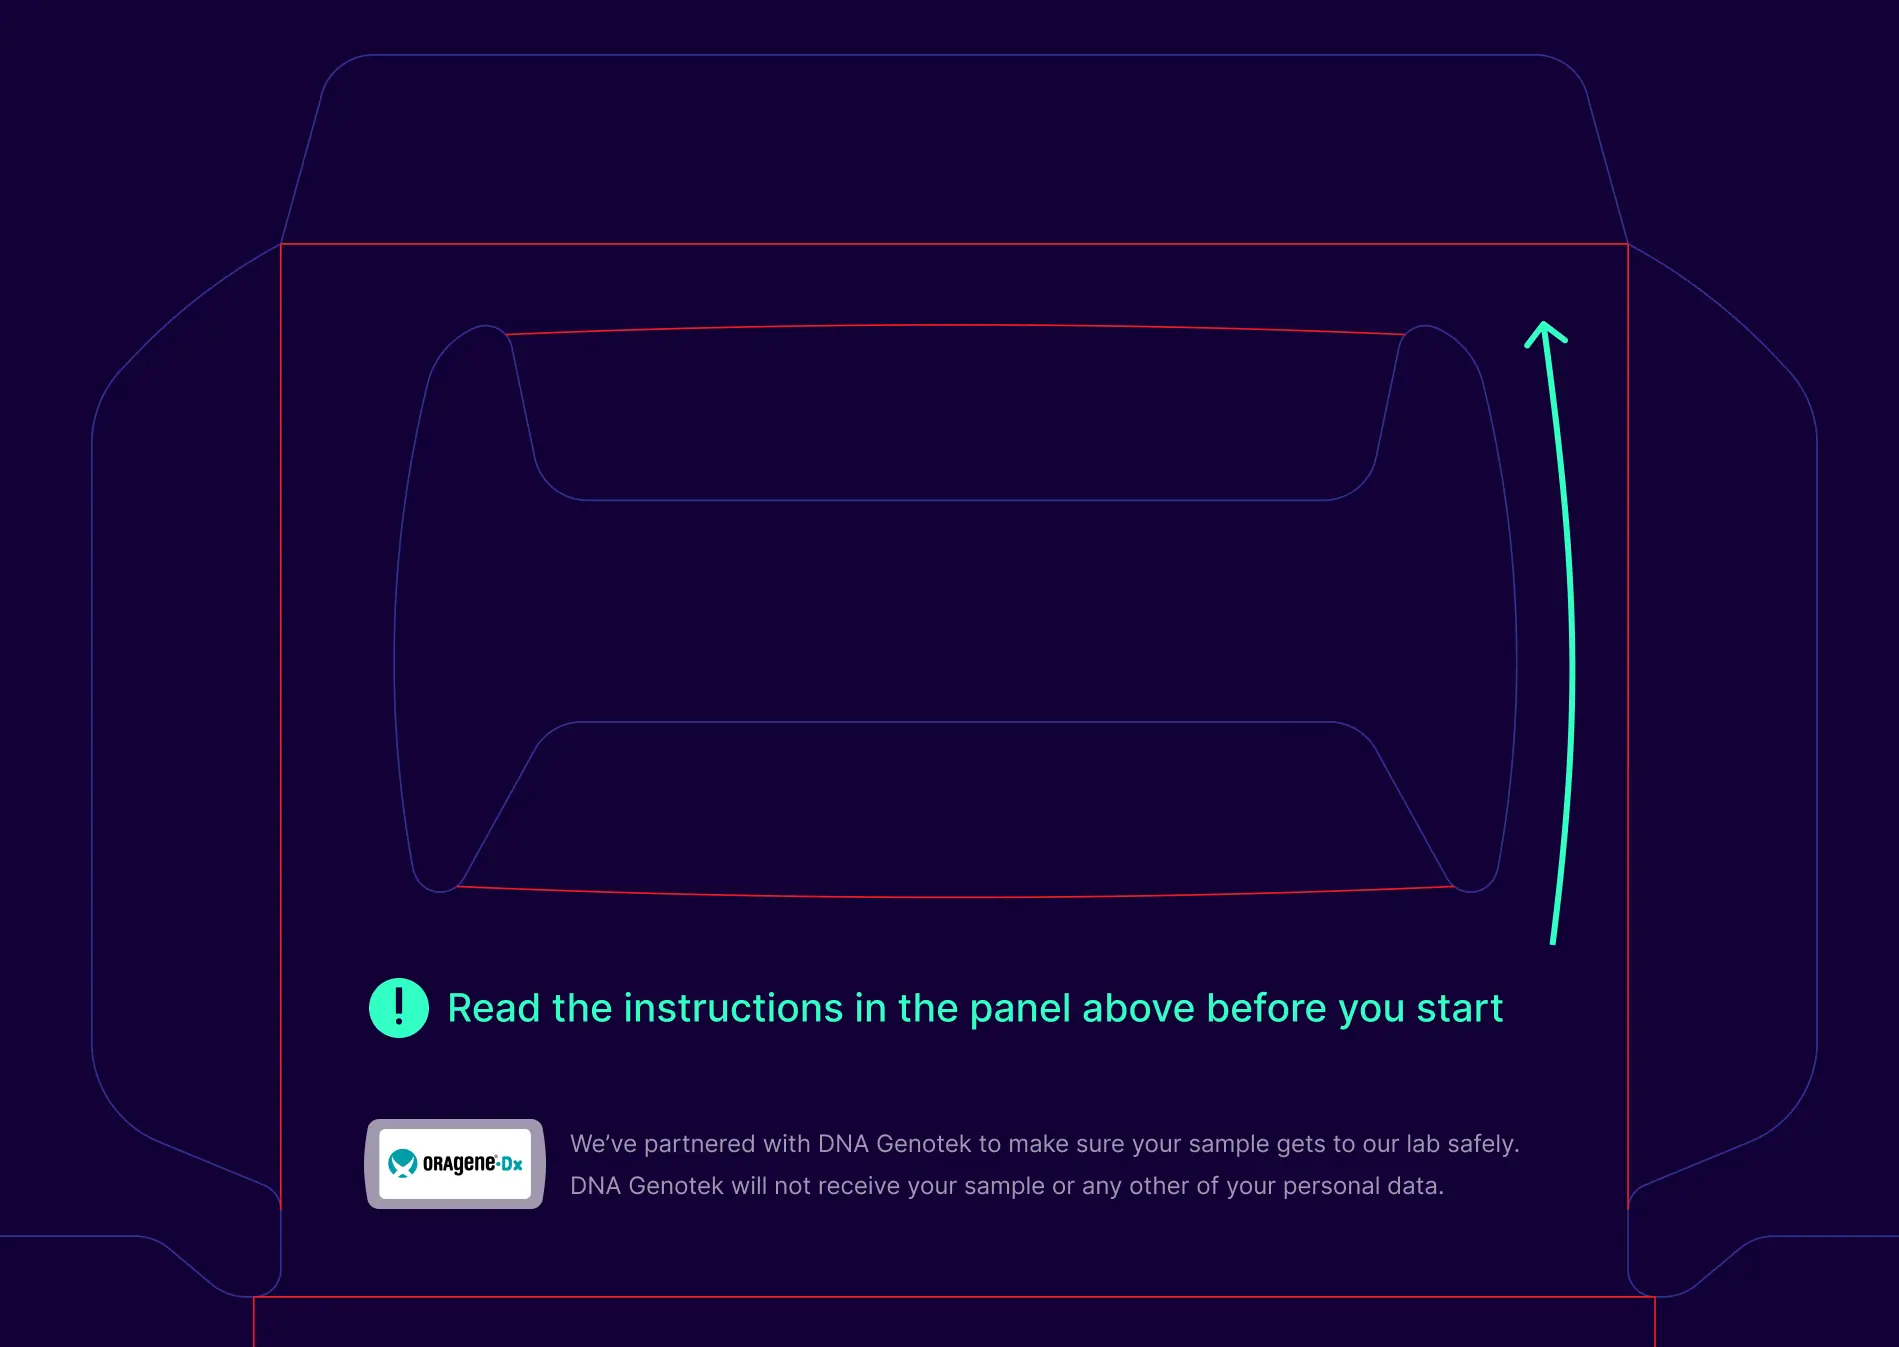 ! Read the instructions in the panel above before you start
ORAgene·Dx
We’ve partnered with DNA Genotek to make sure your sample gets to our lab safely.
DNA Genotek will not receive your sample or any other of your personal data.